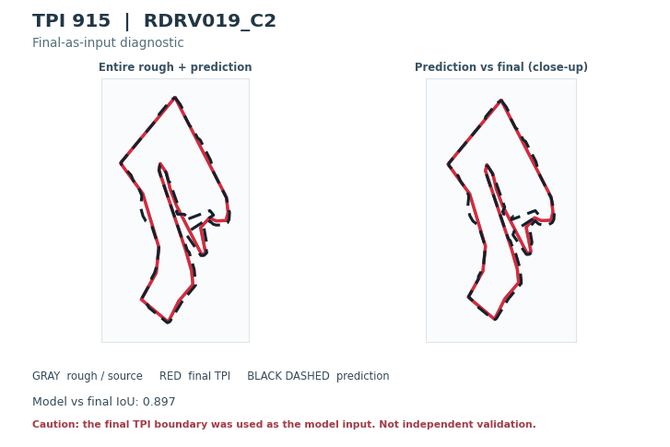 TPI 915 | RDRV019_C2
Final-as-input diagnostic
Entire rough + prediction
Prediction vs final (close-up)
GRAY rough / source RED final TPI BLACK DASHED prediction
Model vs final IoU: 0.897
Caution: the final TPI boundary was used as the model input. Not independent validation.